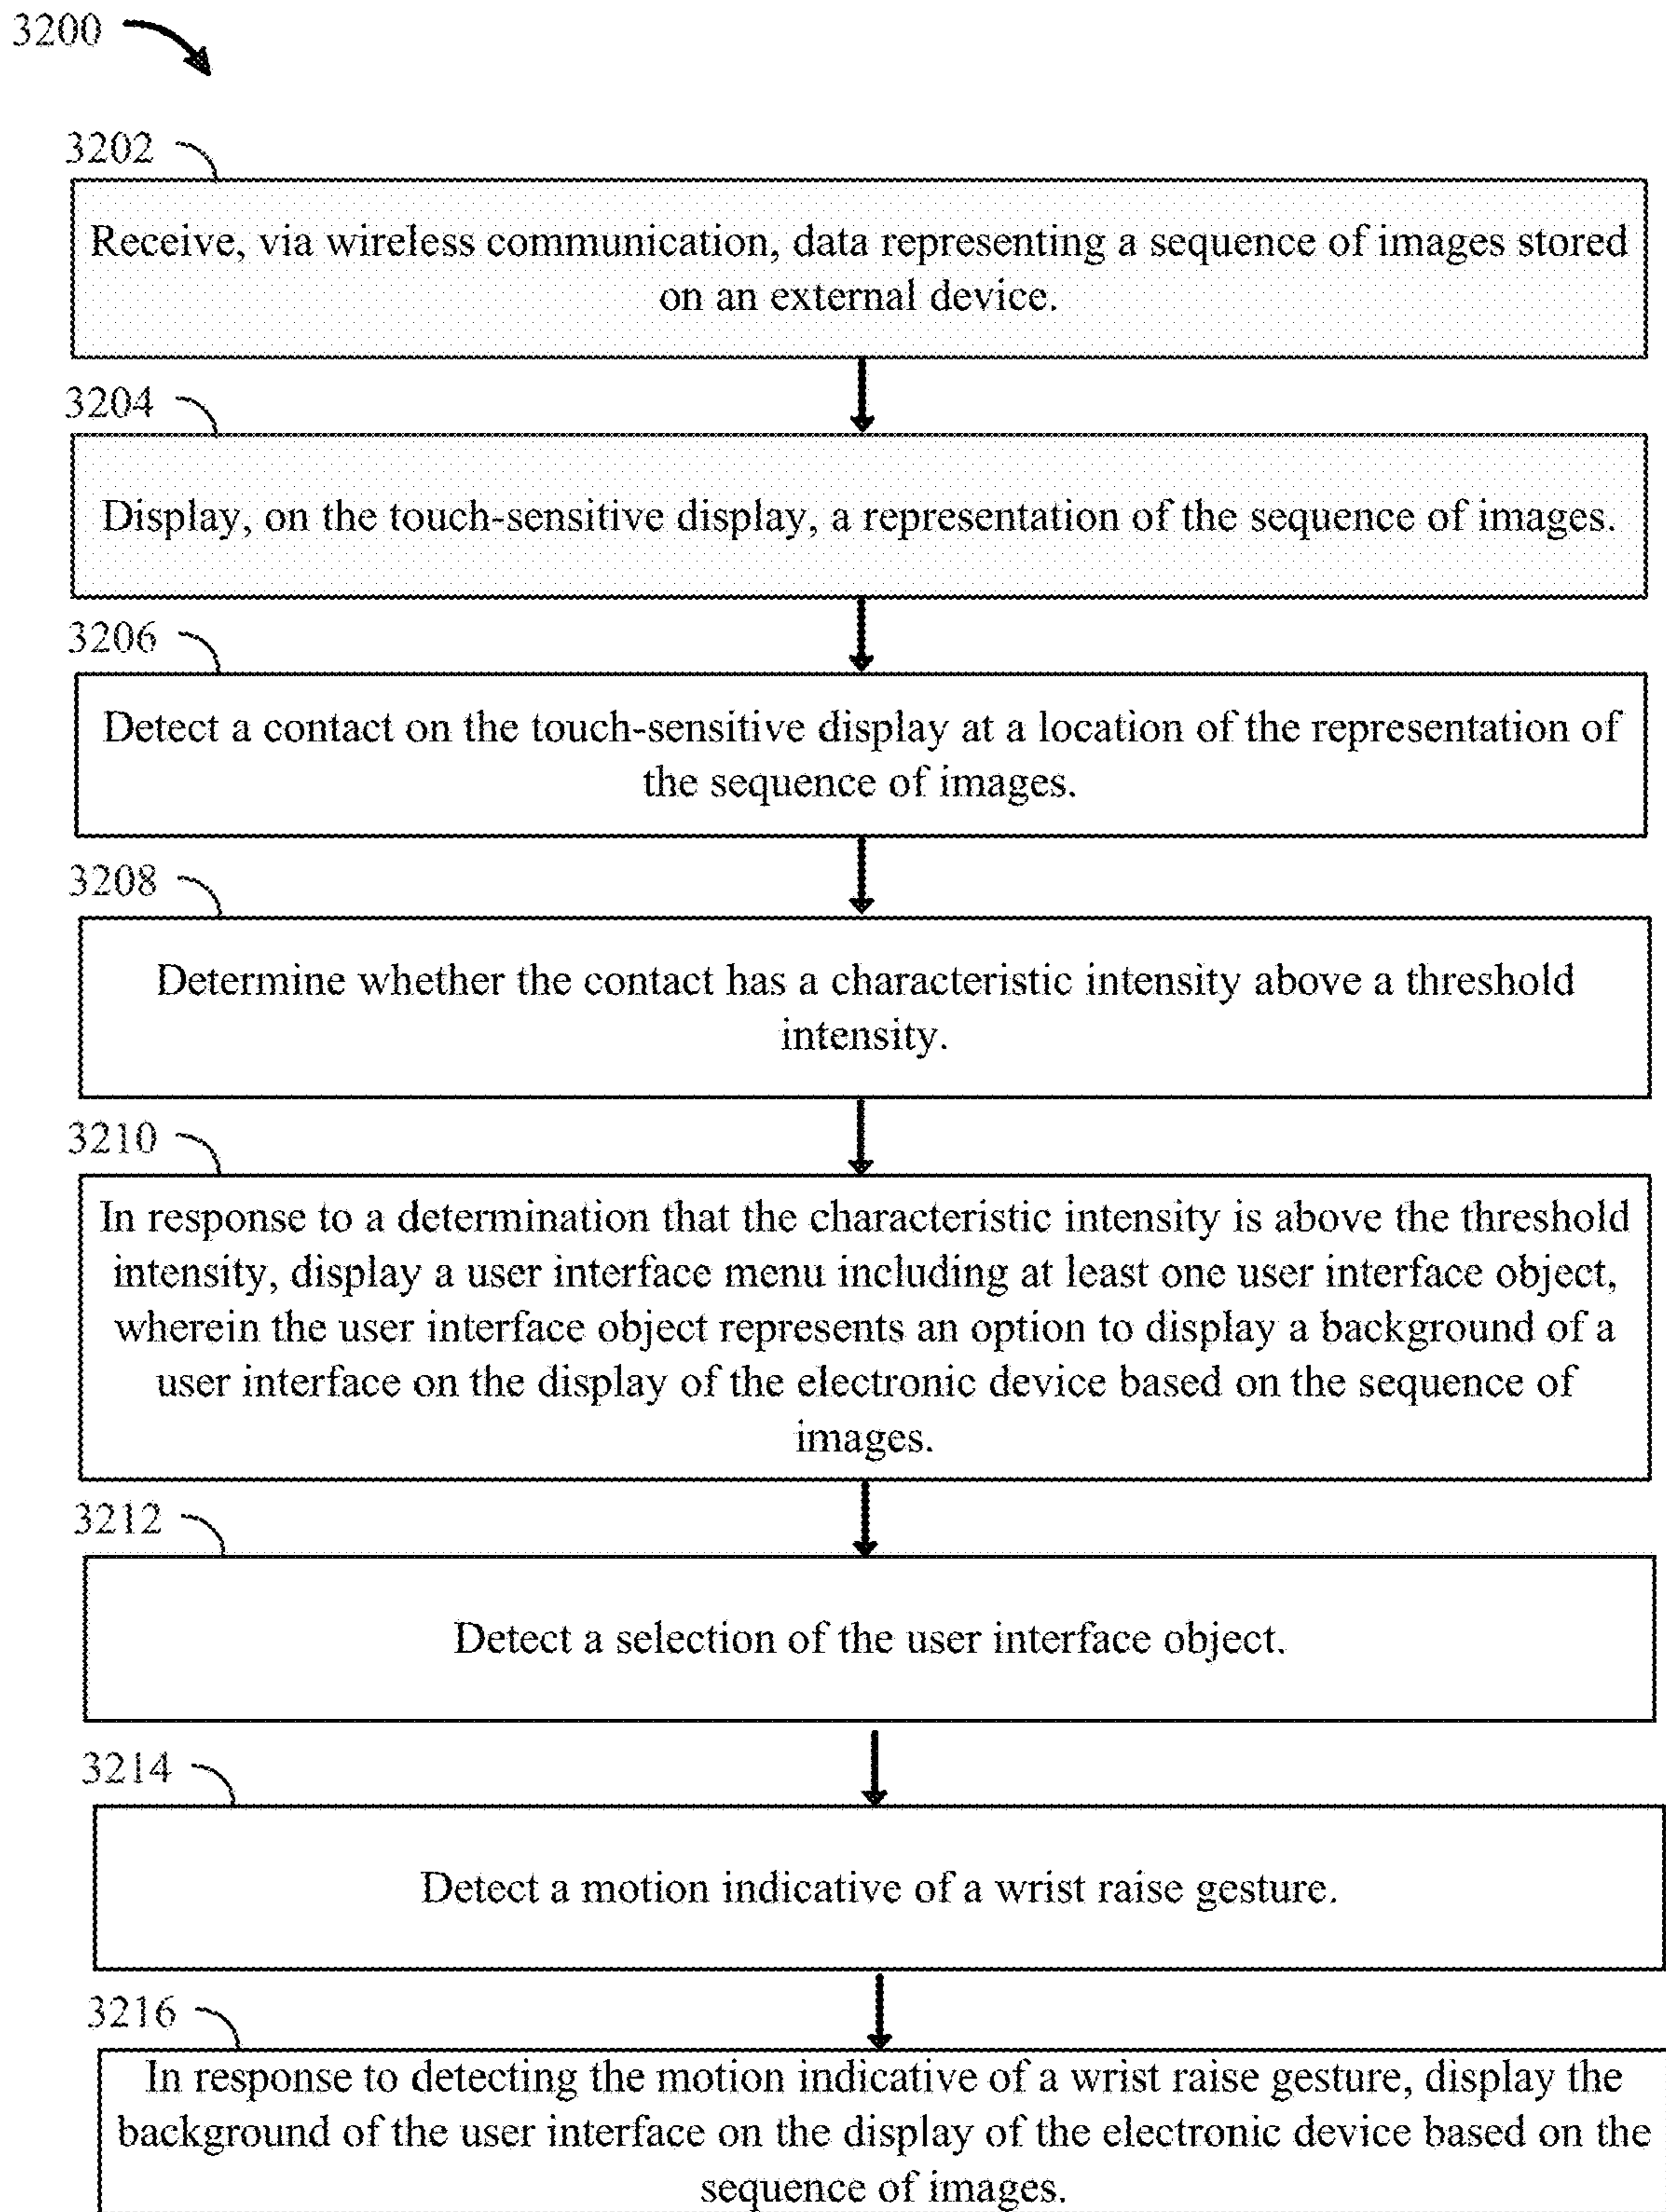 3200
3202
Receive, via wireless communication, data representing a sequence of images stored
on an external device.
3204
Display, on the touch-sensitive display, a representation of the sequence of images.
3206
Detect a contact on the touch-sensitive display at a location of the representation of
the sequence of images.
3208
Determine whether the contact has a characteristic intensity above a threshold
intensity.
3210
In response to a determination that the characteristic intensity is above the threshold
intensity, display a user interface menu including at least one user interface object,
wherein the user interface object represents an option to display a background of a
user interface on the display of the electronic device based on the sequence of
images.
3212
Detect a selection of the user interface object.
3214
Detect a motion indicative of a wrist raise gesture.
3216
In response to detecting the motion indicative of a wrist raise gesture, display the
background of the user interface on the display of the electronic device based on the
sequence of images.